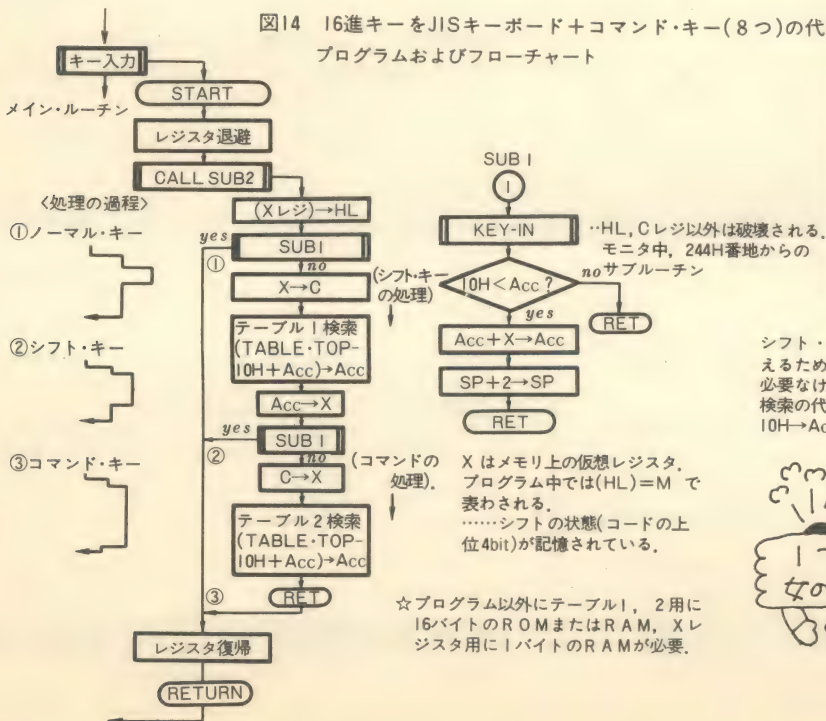 図14 16進キーをJISキーボード+コマンド・キー(8つ)の代
プログラムおよびフローチャート
キー入力
メイン・ルーチン
START
レジスタ退避
CALL SUB2
〈処理の過程〉
①ノーマル・キー
②シフト・キー
③コマンド・キー
(Xレジ)→HL
yes
SUB1
①
no
X→C
(シフト・キー
の処理)
テーブル1検索
(TABLE・TOP-
10H+Acc)→Acc
Acc→X
yes
SUB1
②
no
C→X
(コマンドの
処理).
テーブル2検索
(TABLE・TOP-
10H+Acc)→Acc
RET
③
レジスタ復帰
RETURN
SUB1
1
KEY-IN
‥HL, Cレジ以外は破壊される.
モニタ中, 244H番地からの
サブルーチン
10H<Acc?
no
RET
yes
Acc+X→Acc
SP+2→SP
RET
Xはメモリ上の仮想レジスタ.
プログラム中では(HL)=M で
表わされる.
……シフトの状態(コードの上
位4bit)が記憶されている.
☆プログラム以外にテーブル1, 2用に
16バイトのROMまたはRAM, Xレ
ジスタ用に1バイトのRAMが必要.
シフト・
えるため
必要なけ
検索の代
10H→Ac